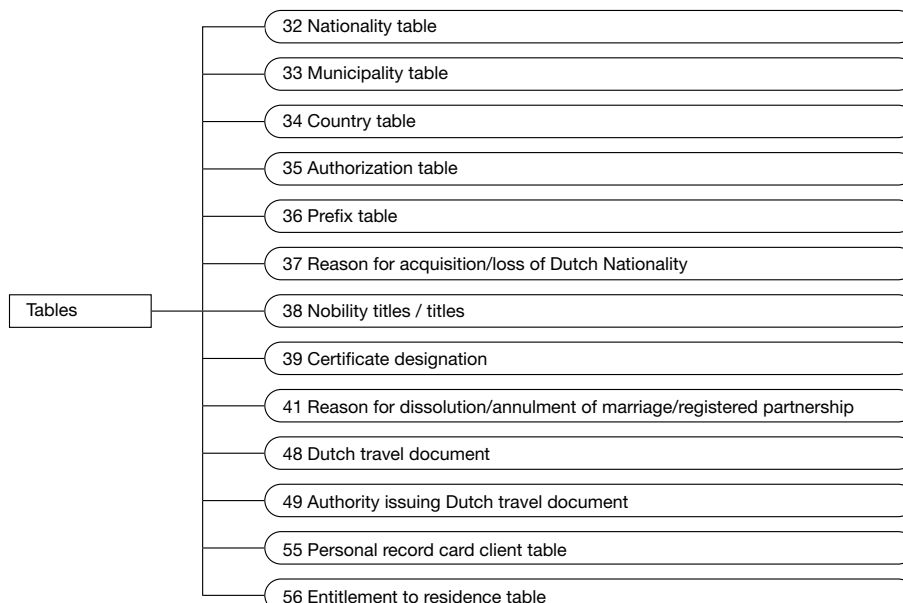 32 Nationality table
33 Municipality table
34 Country table
35 Authorization table
36 Prefix table
37 Reason for acquisition/loss of Dutch Nationality
Tables
38 Nobility titles / titles
39 Certificate designation
41 Reason for dissolution/annulment of marriage/registered partnership
48 Dutch travel document
49 Authority issuing Dutch travel document
55 Personal record card client table
56 Entitlement to residence table